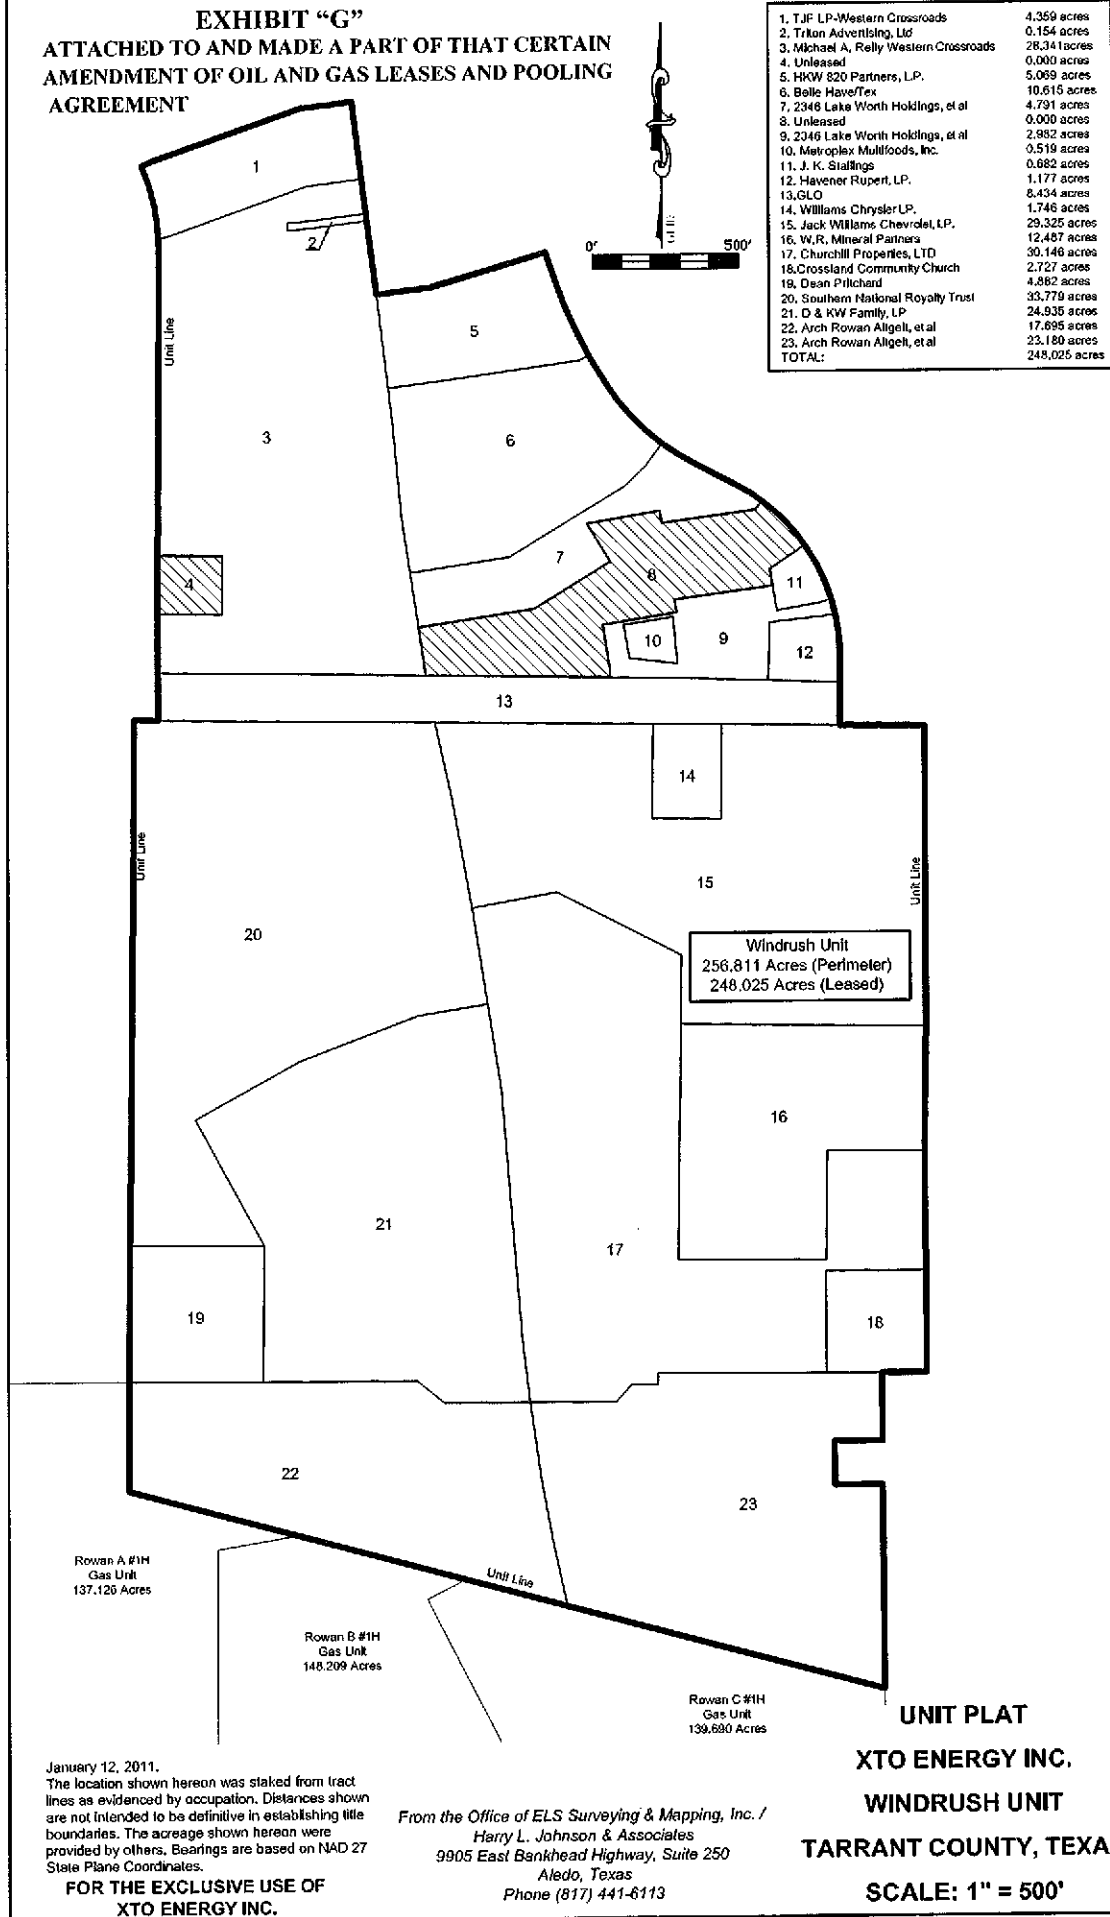 EXHIBIT “G”
ATTACHED TO AND MADE A PART OF THAT CERTAIN
AMENDMENT OF OIL AND GAS LEASES AND POOLING
AGREEMENT
1. TJF LP-Western Crossroads 4.359 acres
2. Trikon Advertising, Ltd 0.154 acres
3. Michael A, Relly Western Crossroads 28.341acres
4. Unleased 0.000 acres
5. HKW 820 Partners, L.P. 5.069 acres
6. Belle Have/Tex 10.615 acres
7. 2346 Lake Worth Holdings, et al 4.791 acres
8. Unleased 0.000 acres
9. 2346 Lake Worth Holdings, et al 2.982 acres
10. Metroplex Multifoods, Inc. 0.519 acres
11. J. K. Stallings 0.682 acres
12. Havener Rupert, LP. 1.177 acres
13.GLO 8.434 acres
14. Williams Chrysler LP. 1.746 acres
15. Jack Williams Chevrolet, LP. 29.325 acres
16. W.R. Mineral Partners 12.487 acres
17. Churchill Properties, LTD 30.146 acres
18.Crossland Community Church 2.727 acres
19. Dean Pritchard 4.882 acres
20. Southern National Royalty Trust 33.779 acres
21. D & KW Family, LP 24.935 acres
22. Arch Rowan Aligelt, et al 17.695 acres
23. Arch Rowan Aligelt, et al 23.180 acres
TOTAL: 248.025 acres
0' 500'
1
2
Unit Line
5
3
6
7
4
8
11
10
9
12
13
14
Unit Line
15
Unit Line
20
Windrush Unit
256.811 Acres (Perimeter)
248.025 Acres (Leased)
16
21
17
19
18
22
23
Unit Line
Rowan A #1H
Gas Unit
137.126 Acres
Rowan B #1H
Gas Unit
148.209 Acres
Rowan C #1H
Gas Unit
139.690 Acres
January 12, 2011.
The location shown hereon was staked from tract
lines as evidenced by occupation. Distances shown
are not intended to be definitive in establishing title
boundaries. The acreage shown hereon were
provided by others. Bearings are based on NAD 27
State Plane Coordinates.
FOR THE EXCLUSIVE USE OF
XTO ENERGY INC.
From the Office of ELS Surveying & Mapping, Inc. /
Harry L. Johnson & Associates
9905 East Bankhead Highway, Suite 250
Aledo, Texas
Phone (817) 441-6113
UNIT PLAT
XTO ENERGY INC.
WINDRUSH UNIT
TARRANT COUNTY, TEXA
SCALE: 1" = 500'